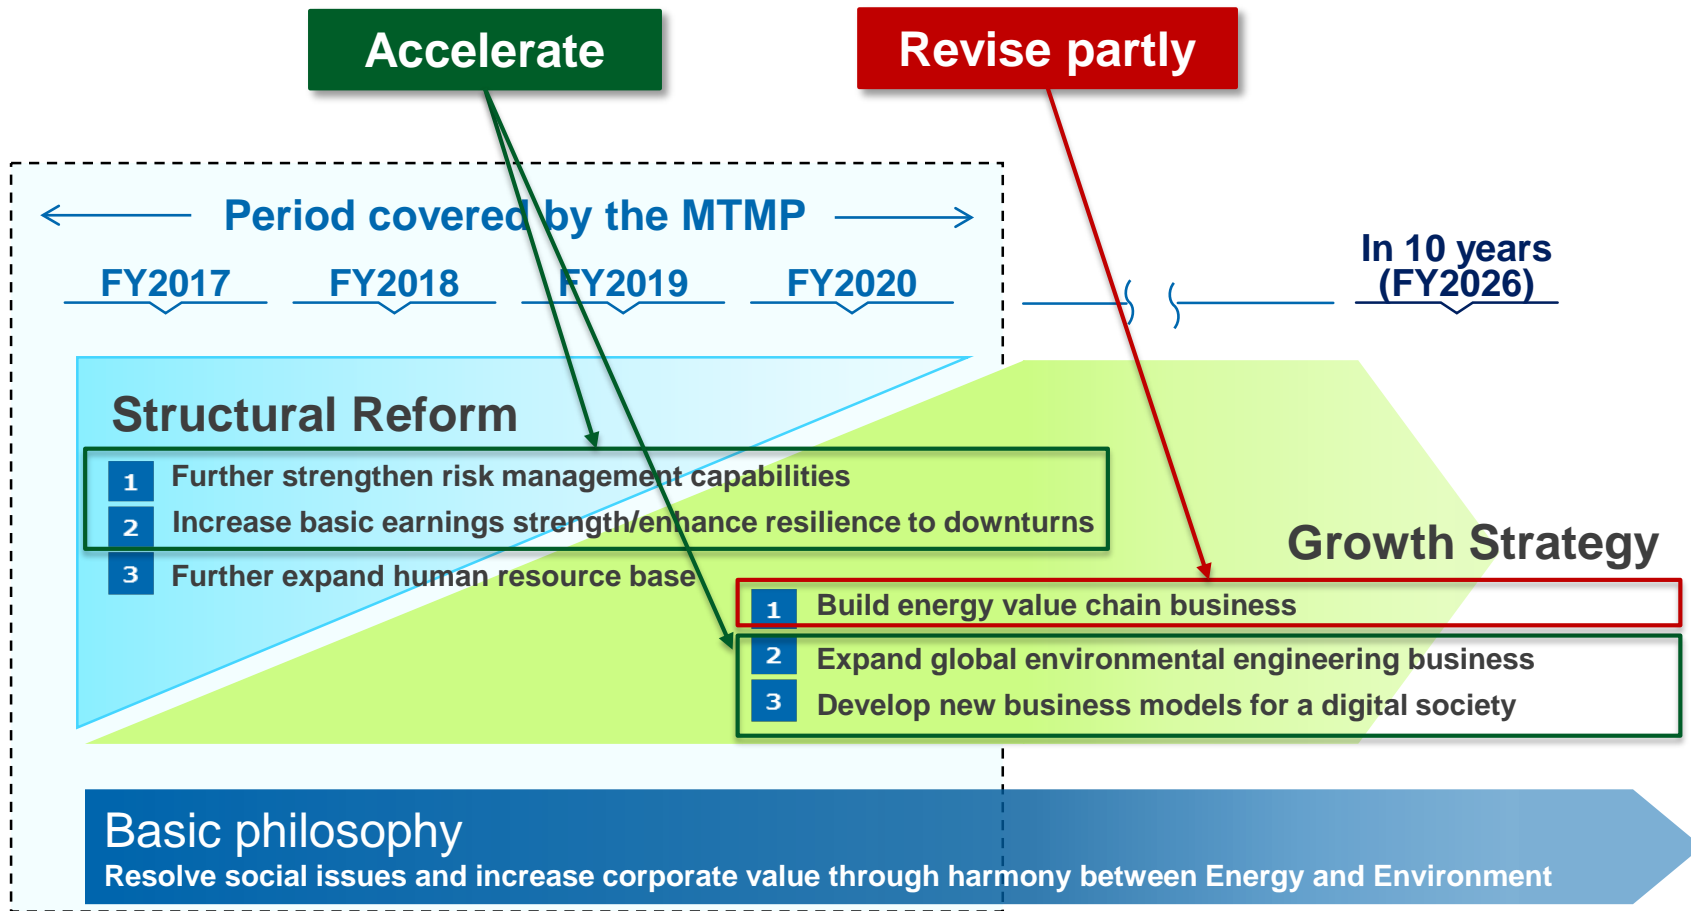 Accelerate
Revise partly
Period covered by the MTMP
FY2017
FY2018
FY2019
FY2020
In 10 years
(FY2026)
Structural Reform
1 Further strengthen risk management capabilities
2 Increase basic earnings strength/enhance resilience to downturns
3 Further expand human resource base
Growth Strategy
1 Build energy value chain business
2 Expand global environmental engineering business
3 Develop new business models for a digital society
Basic philosophy
Resolve social issues and increase corporate value through harmony between Energy and Environment